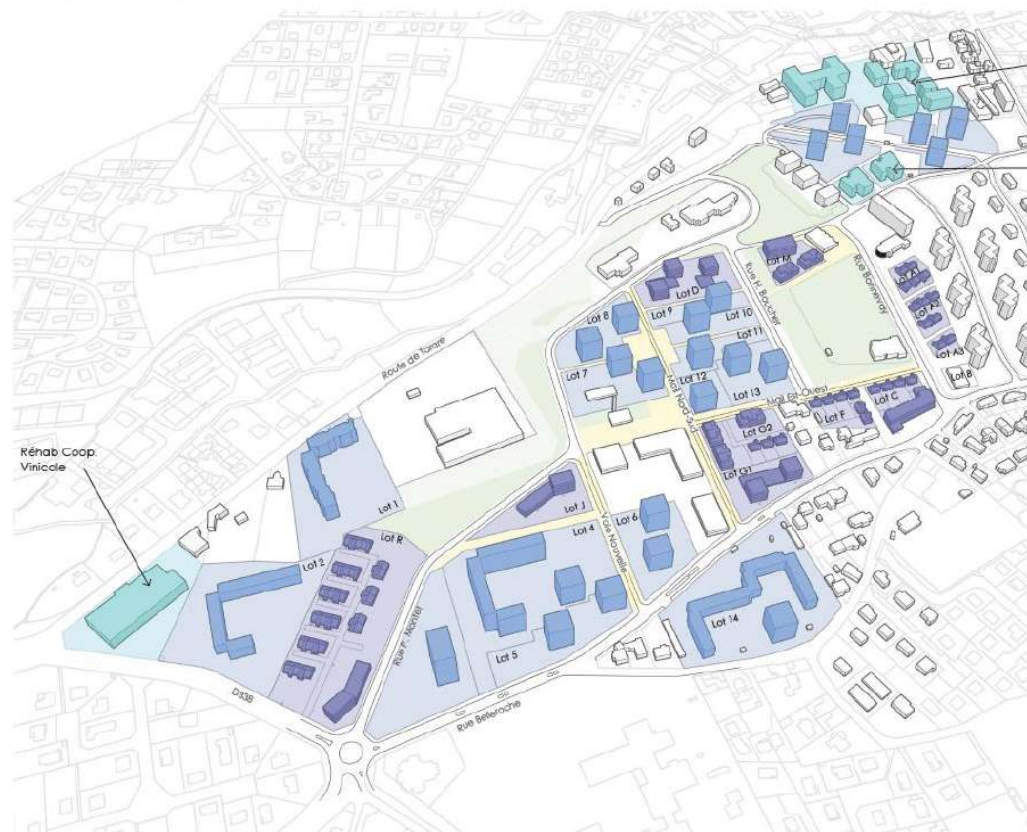 Lot M
Rue Bonnevay
Lot A1
Lot A2
Lot A3
Lot B
Rue H. Boucher
Lot D
Lot 8
Lot 9
Lot 10
Lot 11
Route de Tarare
Lot 7
Lot 12
Lot 13
Mail Nord-Sud
Mail Est-Ouest
Lot C
Lot F
Lot G2
Lot G1
Réhab Coop.
Vinicole
Lot 1
Lot J
Lot 4
Lot 6
Voie Nouvelle
Lot R
Lot 2
Rue P. Montet
Lot 5
Lot 14
D338
Rue Belleroche